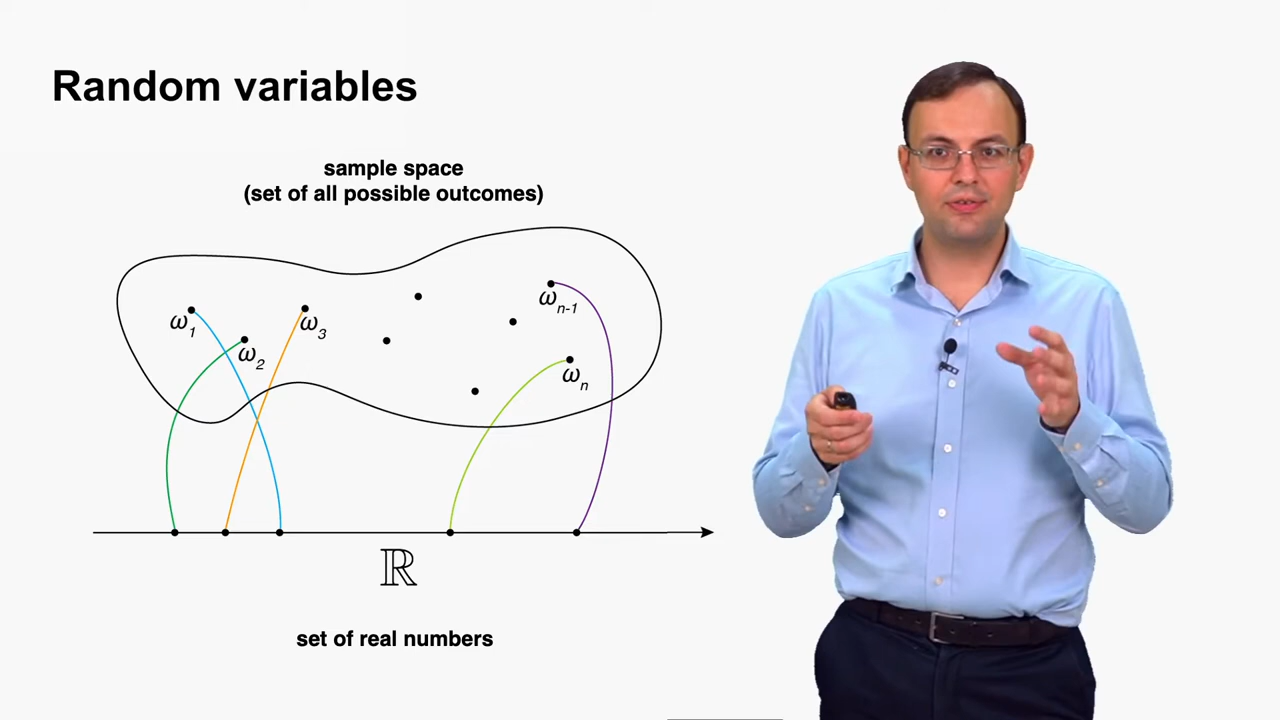 Random variables
sample space
(set of all possible outcomes)
ω1
ω2
ω3
ωn-1
ωn
ℝ
set of real numbers